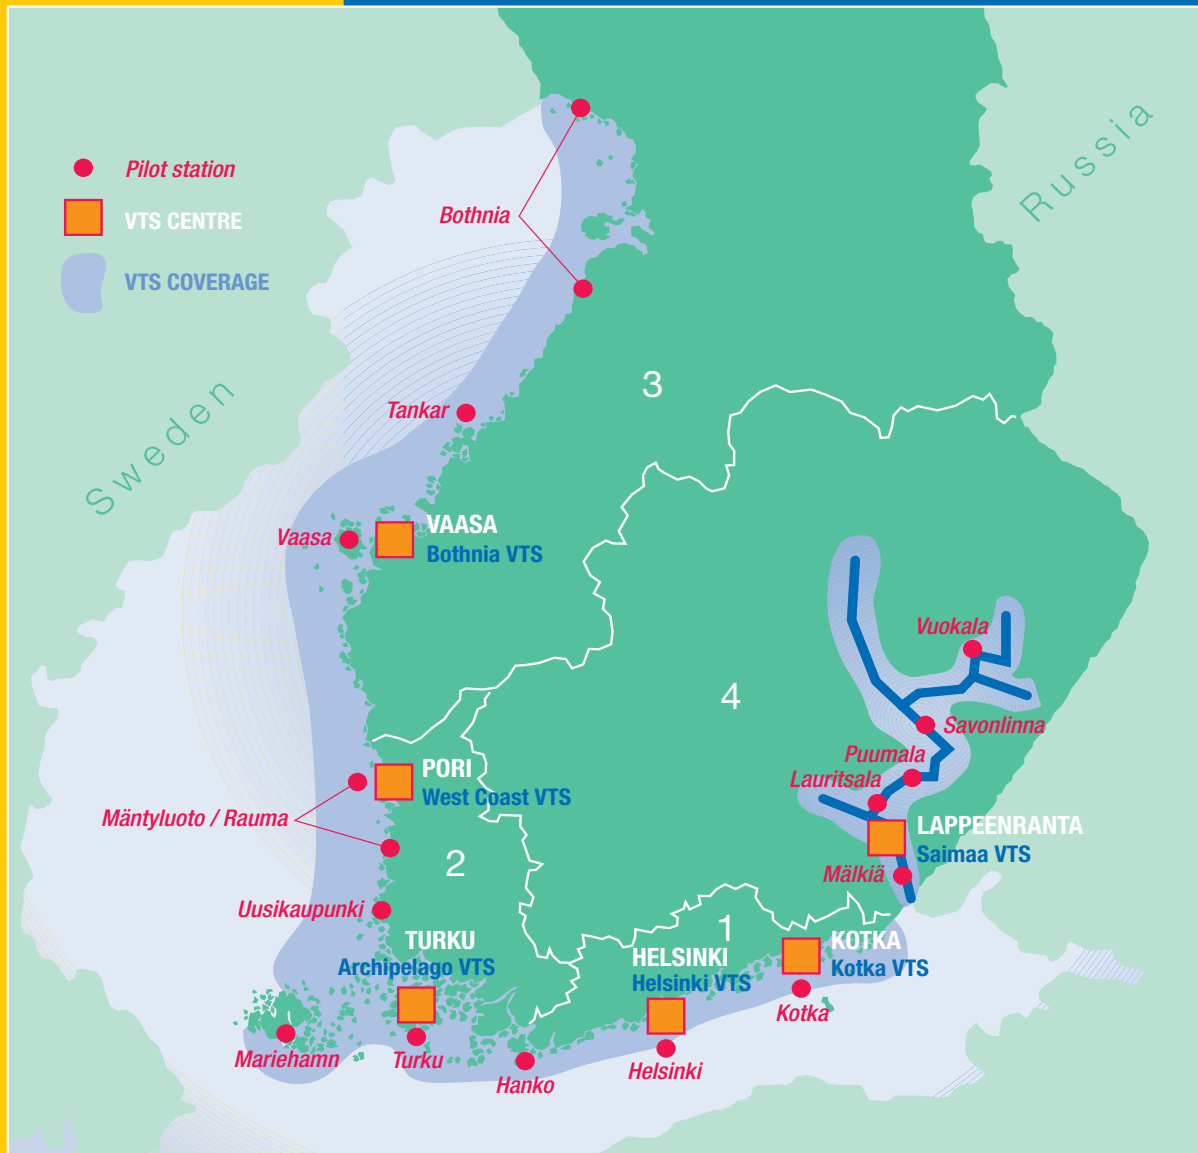 Pilot station
VTS CENTRE
VTS COVERAGE
Russia
Sweden
Bothnia
3
Tankar
Vaasa
VAASA
Bothnia VTS
Vuokala
4
Savonlinna
Puumala
Lauritsala
PORI
West Coast VTS
Mäntyluoto / Rauma
LAPPEENRANTA
Saimaa VTS
2
Mälkiä
Uusikaupunki
1
TURKU
Archipelago VTS
HELSINKI
Helsinki VTS
KOTKA
Kotka VTS
Kotka
Mariehamn
Turku
Hanko
Helsinki